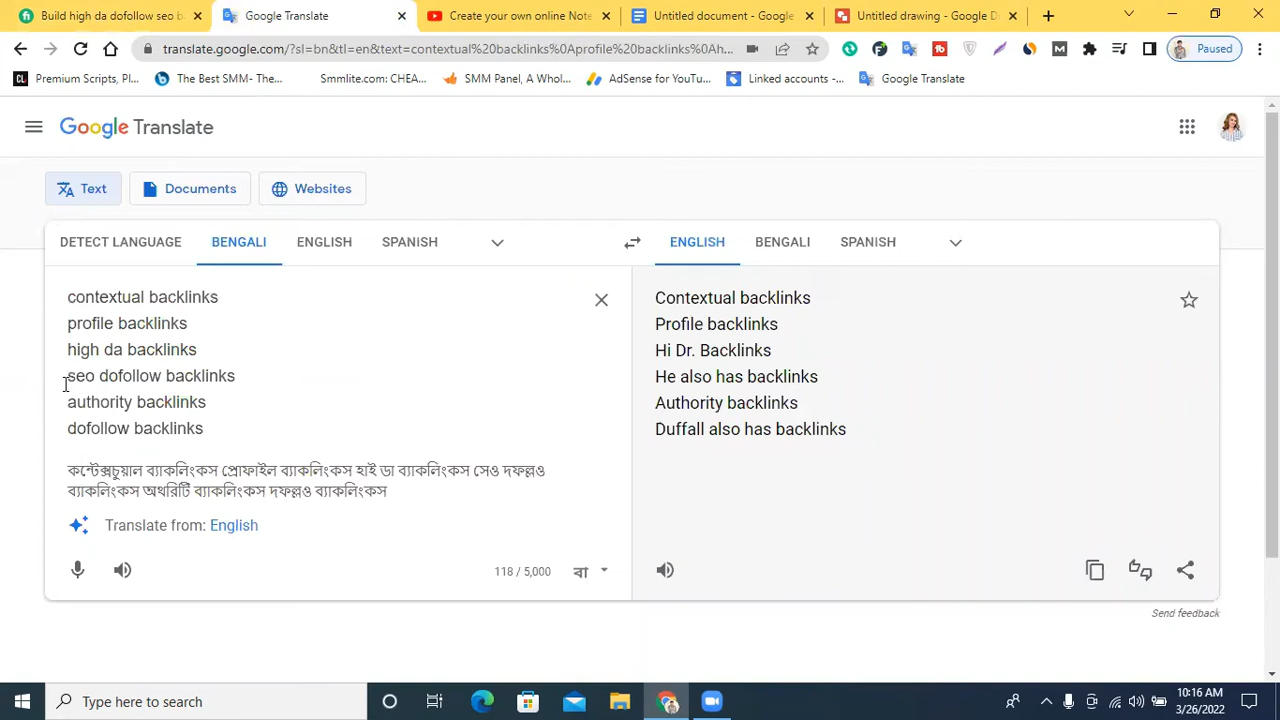 Build high da dofollow seo b
Google Translate
Create your own online Note
Untitled document - Google
Untitled drawing - Google D
translate.google.com/?sl=bn&tl=en&text=contextual%20backlinks%0Aprofile%20backlinks%0Ah...
Paused
Premium Scripts, Pl...
The Best SMM- The...
Smmlite.com: CHEA...
SMM Panel, A Whol...
AdSense for YouTu...
Linked accounts -...
Google Translate
Google Translate
Text
Documents
Websites
DETECT LANGUAGE
BENGALI
ENGLISH
SPANISH
ENGLISH
BENGALI
SPANISH
contextual backlinks
profile backlinks
high da backlinks
seo dofollow backlinks
authority backlinks
dofollow backlinks
কন্টেক্সচুয়াল ব্যাকলিংকস প্রোফাইল ব্যাকলিংকস হাই ডা ব্যাকলিংকস সেও দফল্লও
ব্যাকলিংকস অথরিটি ব্যাকলিংকস দফল্লও ব্যাকলিংকস
Translate from: English
118 / 5,000
বা
Contextual backlinks
Profile backlinks
Hi Dr. Backlinks
He also has backlinks
Authority backlinks
Duffall also has backlinks
Send feedback
Type here to search
10:16 AM
3/26/2022